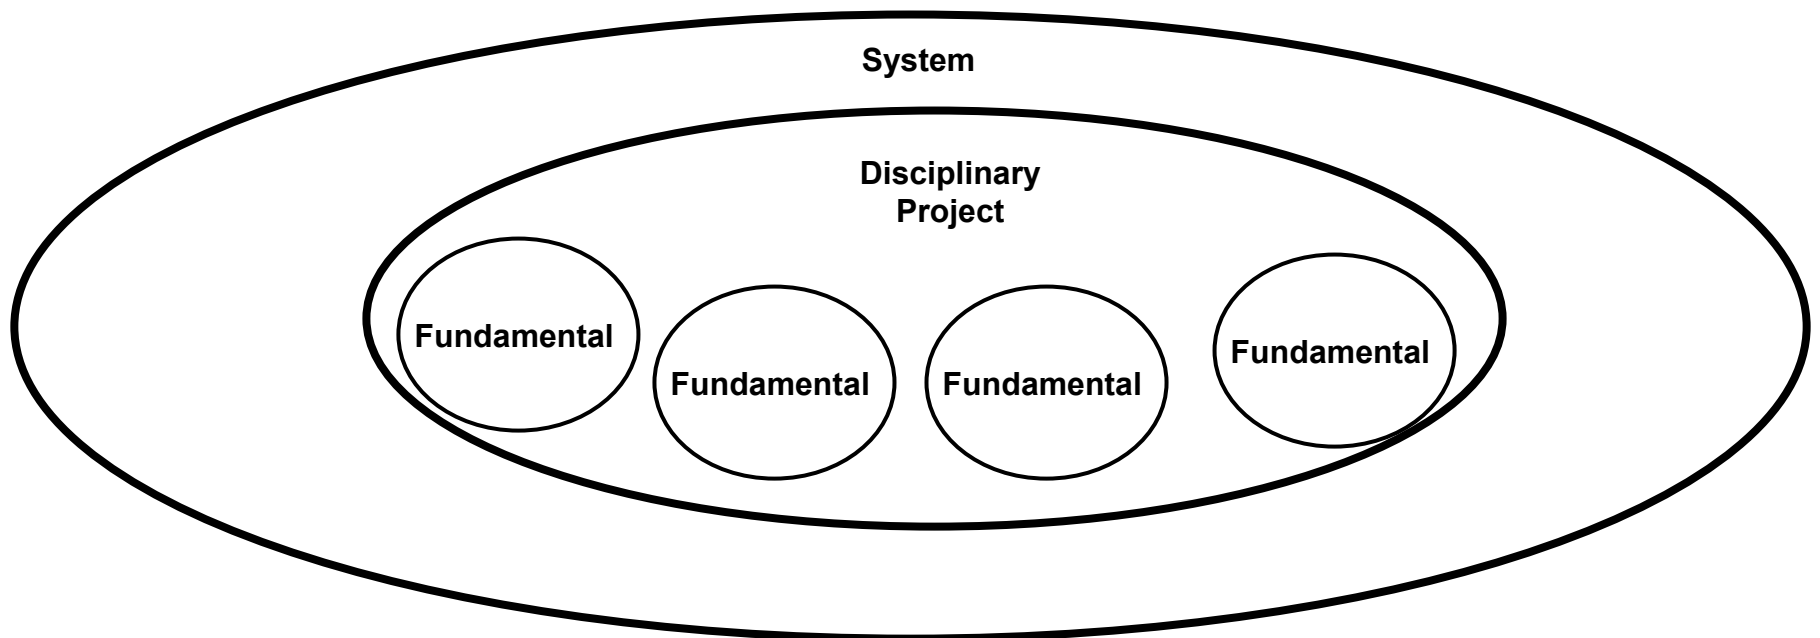 System
Disciplinary
Project
Fundamental
Fundamental
Fundamental
Fundamental